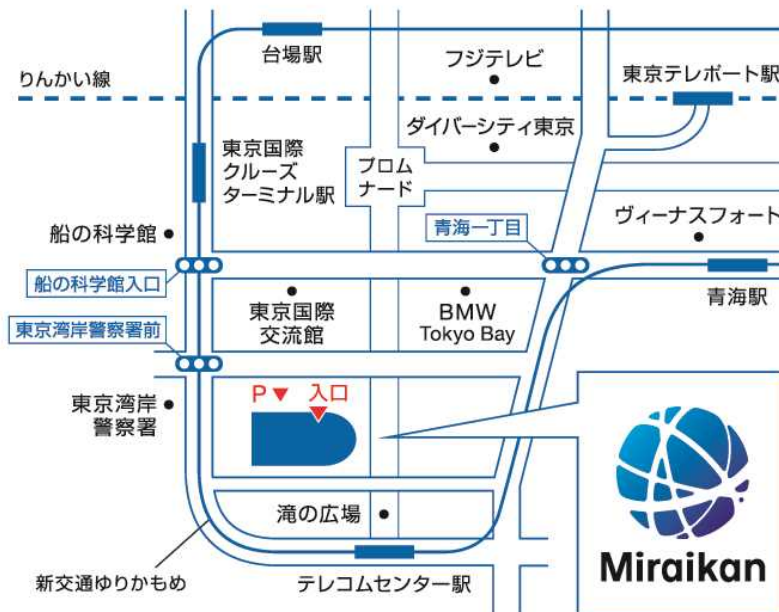 台場駅
フジテレビ
東京テレポート駅
りんかい線
ダイバーシティ東京
東京国際
クルーズ
ターミナル駅
プロム
ナード
船の科学館
青海一丁目
ヴィーナスフォート
船の科学館入口
東京国際
交流館
BMW
Tokyo Bay
青海駅
東京湾岸警察署前
P
入口
東京湾岸
警察署
滝の広場
Miraikan
新交通ゆりかもめ
テレコムセンター駅